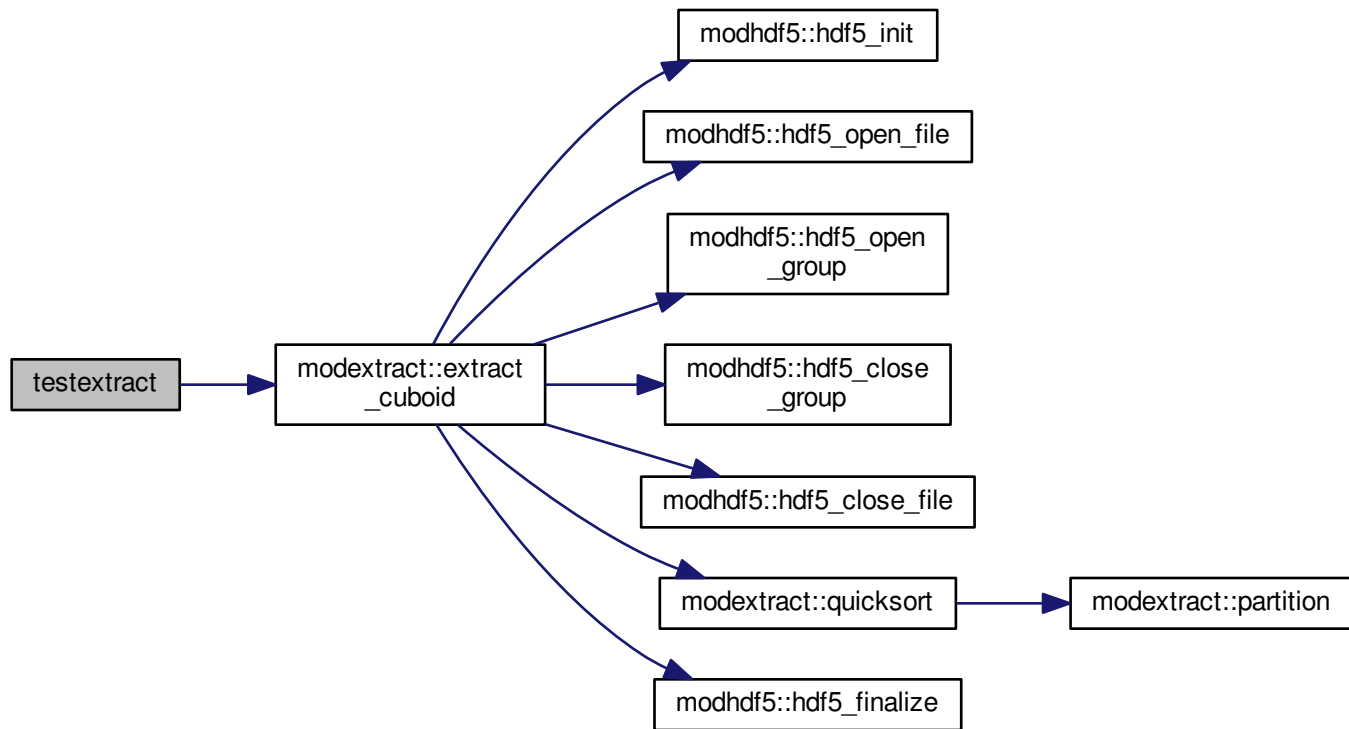 modhdf5::hdf5_init
modhdf5::hdf5_open_file
modhdf5::hdf5_open
_group
testextract
modextract::extract
_cuboid
modhdf5::hdf5_close
_group
modhdf5::hdf5_close_file
modextract::quicksort
modextract::partition
modhdf5::hdf5_finalize